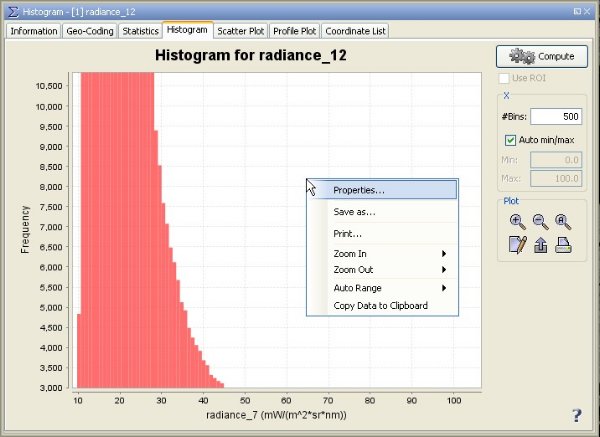 Histogram - [1] radiance_12
Information Geo-Coding Statistics Histogram Scatter Plot Profile Plot Coordinate List
Histogram for radiance_12
Compute
Use ROI
X
#Bins: 500
Auto min/max
Min: 0.0
Max: 100.0
Plot
10,500
10,000
9,500
9,000
8,500
8,000
7,500
7,000
6,500
6,000
5,500
5,000
4,500
4,000
3,500
3,000
Frequency
Properties...
Save as...
Print...
Zoom In
Zoom Out
Auto Range
Copy Data to Clipboard
10 20 30 40 50 60 70 80 90 100
radiance_7 (mW/(m^2*sr*nm))
?